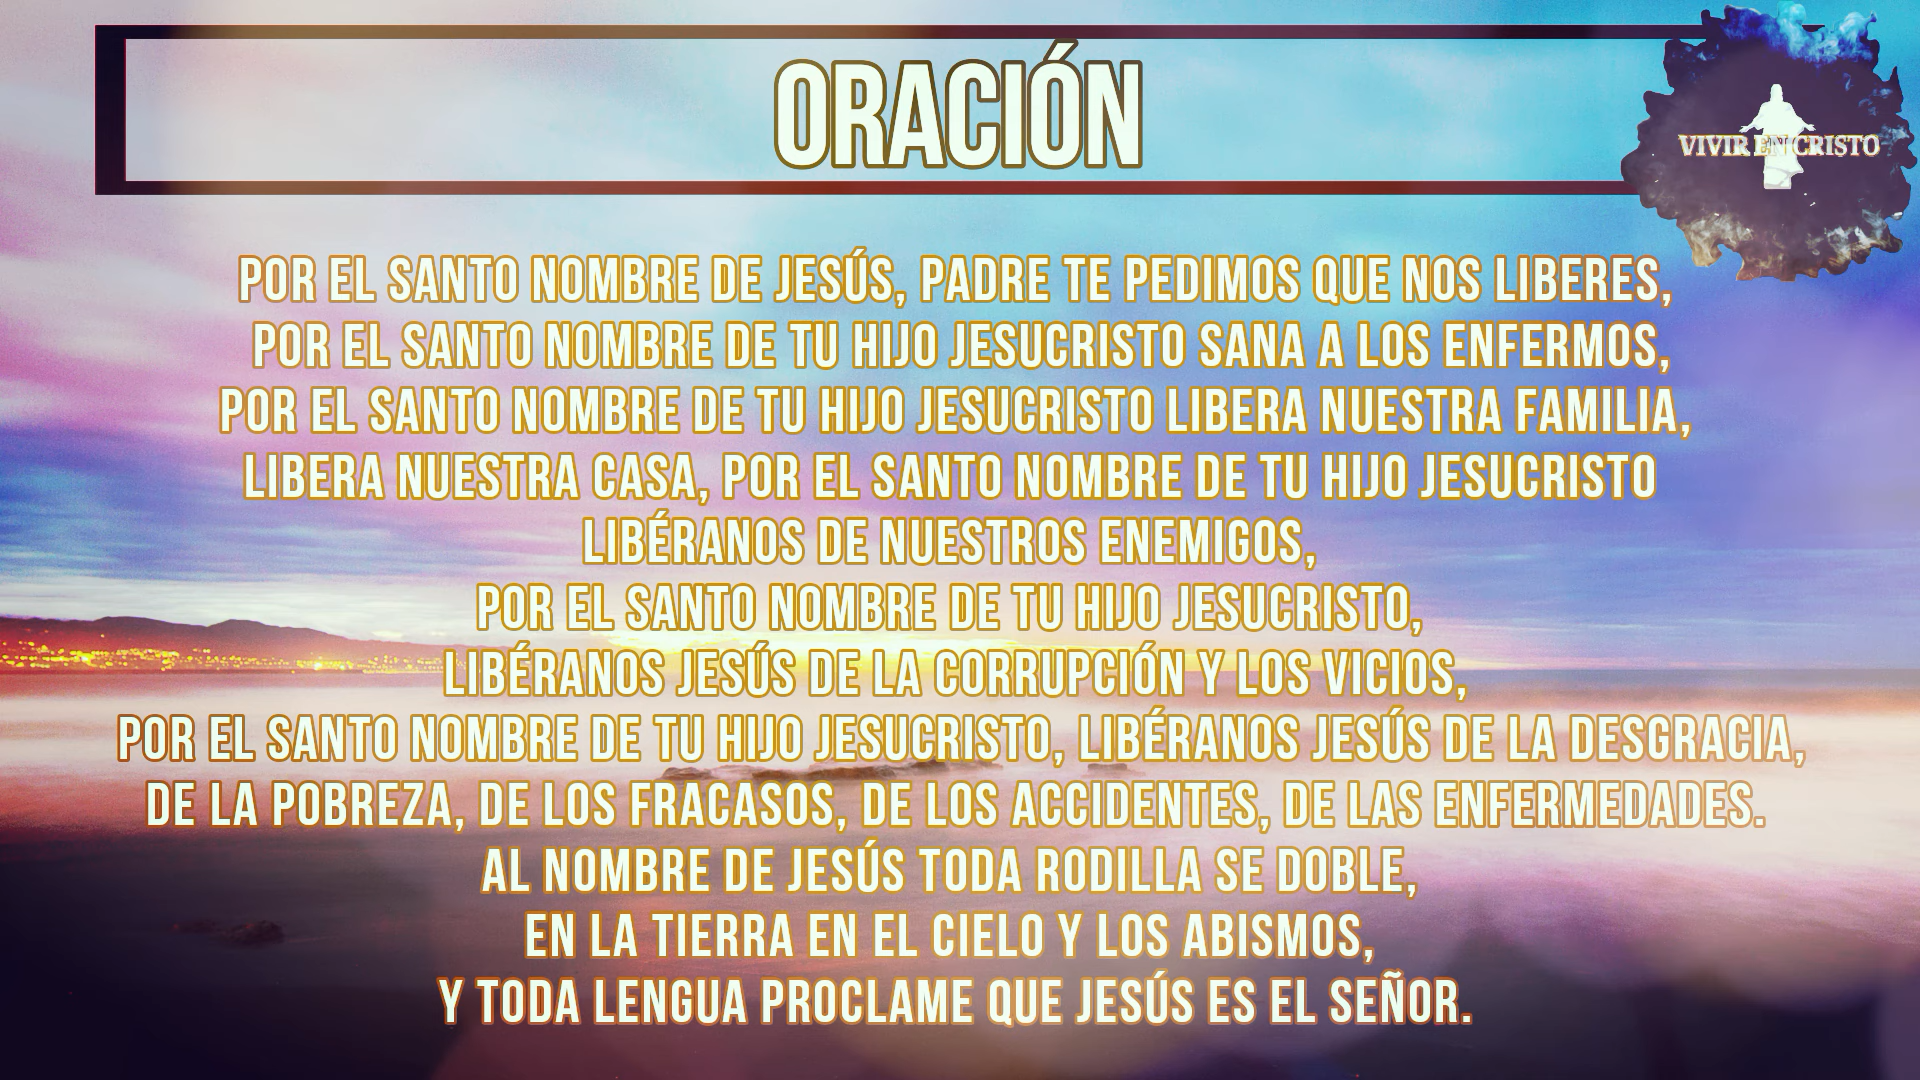 ORACIÓN
VIVIR EN CRISTO
POR EL SANTO NOMBRE DE JESÚS, PADRE TE PEDIMOS QUE NOS LIBERES,
POR EL SANTO NOMBRE DE TU HIJO JESUCRISTO SANA A LOS ENFERMOS,
POR EL SANTO NOMBRE DE TU HIJO JESUCRISTO LIBERA NUESTRA FAMILIA,
LIBERA NUESTRA CASA, POR EL SANTO NOMBRE DE TU HIJO JESUCRISTO
LIBÉRANOS DE NUESTROS ENEMIGOS,
POR EL SANTO NOMBRE DE TU HIJO JESUCRISTO,
LIBÉRANOS JESÚS DE LA CORRUPCIÓN Y LOS VICIOS,
POR EL SANTO NOMBRE DE TU HIJO JESUCRISTO, LIBÉRANOS JESÚS DE LA DESGRACIA,
DE LA POBREZA, DE LOS FRACASOS, DE LOS ACCIDENTES, DE LAS ENFERMEDADES.
AL NOMBRE DE JESÚS TODA RODILLA SE DOBLE,
EN LA TIERRA EN EL CIELO Y LOS ABISMOS,
Y TODA LENGUA PROCLAME QUE JESÚS ES EL SEÑOR.